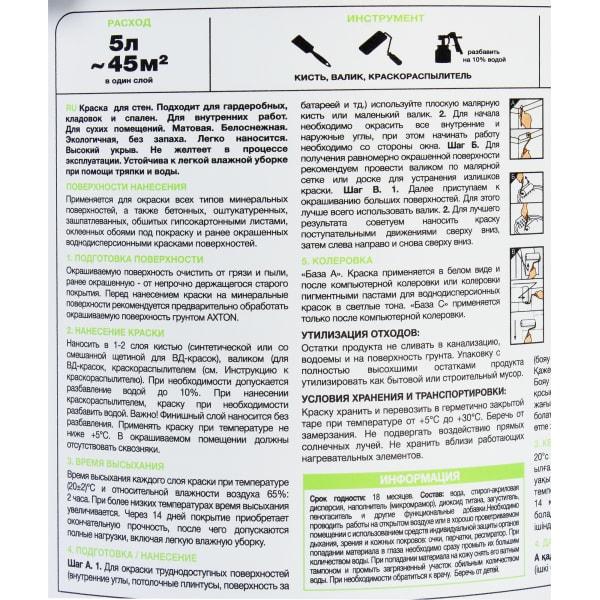 РАСХОД
5л
~45м²
в один слой
ИНСТРУМЕНТ
разбавить
на 10% водой
КИСТЬ, ВАЛИК, КРАСКОРАСПЫЛИТЕЛЬ
RU Краска для стен. Подходит для гардеробных,
кладовок и спален. Для внутренних работ.
Для сухих помещений. Матовая. Белоснежная.
Экологичная, без запаха. Легко наносится.
Высокий укрыв. Не желтеет в процессе
эксплуатации. Устойчива к легкой влажной уборке
при помощи тряпки и воды.
ПОВЕРХНОСТИ НАНЕСЕНИЯ
Применяется для окраски всех типов минеральных
поверхностей, а также бетонных, оштукатуренных,
зашпатлеванных, обшитых гипсокартонными листами,
оклеенных обоями под покраску и ранее окрашенных
воднодисперсионными красками поверхностей.
1. ПОДГОТОВКА ПОВЕРХНОСТИ
Окрашиваемую поверхность очистить от грязи и пыли,
ранее окрашенную - от непрочно держащегося старого
покрытия. Перед нанесением краски на минеральные
поверхности рекомендуется предварительно обработать
окрашиваемую поверхность грунтом AXTON.
2. НАНЕСЕНИЕ КРАСКИ
Наносить в 1-2 слоя кистью (синтетической или со
смешанной щетиной для ВД-красок), валиком (для
ВД-красок, краскораспылителем (см. Инструкцию к
краскораспылителю). При необходимости допускается
разбавление водой до 10%. При нанесении
краскораспылителем, краску при необходимости
разбавить водой. Важно! Финишный слой наносится без
разбавления. Применять краску при температуре не
ниже +5°С. В окрашиваемом помещении должны
отсутствовать сквозняки.
3. ВРЕМЯ ВЫСЫХАНИЯ
Время высыхания каждого слоя краски при температуре
(20±2)°С и относительной влажности воздуха 65%:
2 часа. При более низких температурах время высыхания
увеличивается. Через 14 дней покрытие приобретает
окончательную прочность, а после чего допускаются
полные нагрузки, включая легкую влажную уборку.
4. ПОДГОТОВКА / НАНЕСЕНИЕ
Шаг А. 1. Для окраски труднодоступных поверхностей
(внутренние углы, потолочные плинтусы, поверхность за
батареей и тд.) используйте плоскую малярную
кисть или маленький валик. 2. Для начала
необходимо окрасить все внутренние и
наружные углы, при этом начинать работу
необходимо со стороны окна. Шаг Б. Для
получения равномерно окрашенной поверхности
рекомендуем провести валиком по малярной
сетке или доске для устранения излишков
краски. Шаг В. 1. Далее приступаем к
окрашиванию больших поверхностей. Для этого
лучше всего использовать валик. 2. Для лучшего
результата советуем наносить краску
поступательными движениями сверху вниз,
затем слева направо и снова сверху вниз.
5. КОЛЕРОВКА
«База А». Краска применяется в белом виде и
после компьютерной колеровки или колеровки
пигментными пастами для воднодисперсионных
красок в светлые тона. «База С» применяется
только после компьютерной колеровки.
УТИЛИЗАЦИЯ ОТХОДОВ:
Остатки продукта не сливать в канализацию,
водоемы и на поверхность грунта. Упаковку с
полностью высохшими остатками продукта
утилизировать как бытовой или строительный мусор.
УСЛОВИЯ ХРАНЕНИЯ И ТРАНСПОРТИРОВКИ:
Краску хранить и перевозить в герметично закрытой
таре при температуре от +5°С до +30°С. Беречь от
замерзания. Не подвергать воздействию прямых
солнечных лучей. Не хранить вблизи работающих
нагревательных элементов.
ИНФОРМАЦИЯ
Срок годности: 18 месяцев. Состав: вода, стирол-акриловая
дисперсия, наполнитель (микромрамор), диоксид титана, загуститель,
пеногаситель и другие функциональные добавки.Необходимо
проводить работы на открытом воздухе или в хорошо проветриваемом
помещении с использованием средств индивидуальной защиты органов
дыхания, зрения и кожных покровов: очки, перчатки, респиратор. При
попадании материала в глаза необходимо сразу промыть их большим
количеством воды. При попадании материала на кожу снять его ватным
тампоном и промыть загрязненный участок обильным количеством
воды. При необходимости обратиться к врачу. Беречь от детей.